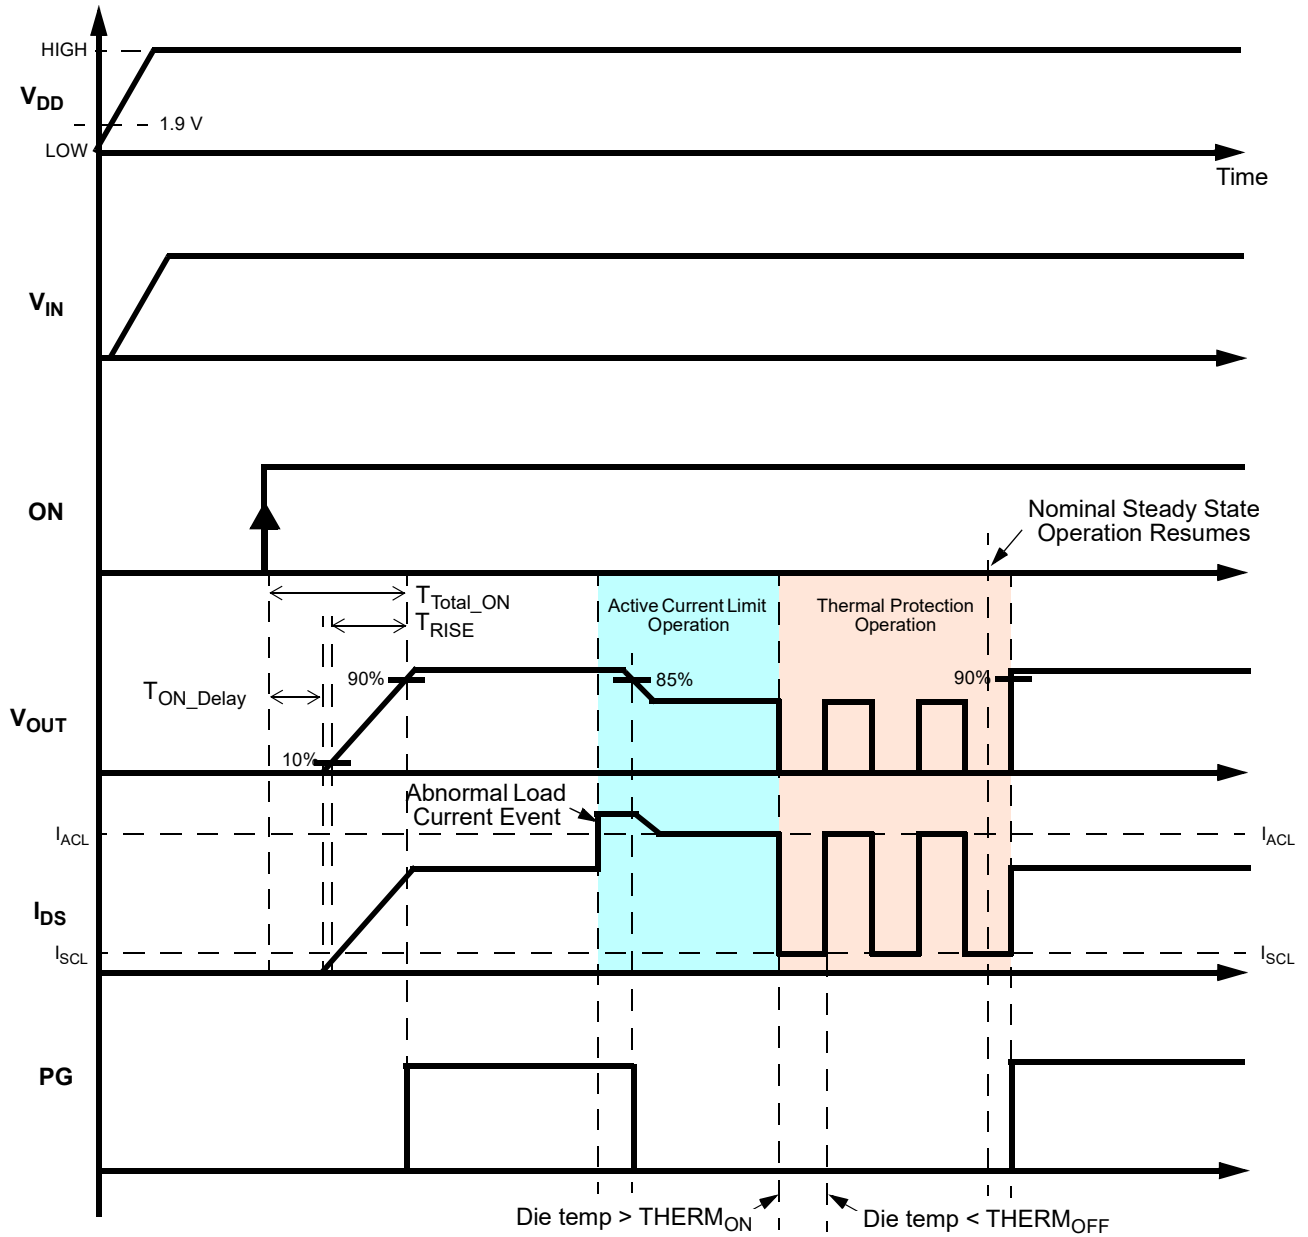 HIGH
VDD
1.9 V
LOW
Time
VIN
ON
Nominal Steady State
Operation Resumes
TTotal_ON
TRISE
Active Current Limit
Operation
Thermal Protection
Operation
TON_Delay
90%
85%
90%
VOUT
10%
Abnormal Load
Current Event
IACL
IACL
IDS
ISCL
ISCL
PG
Die temp > THERMON
Die temp < THERMOFF